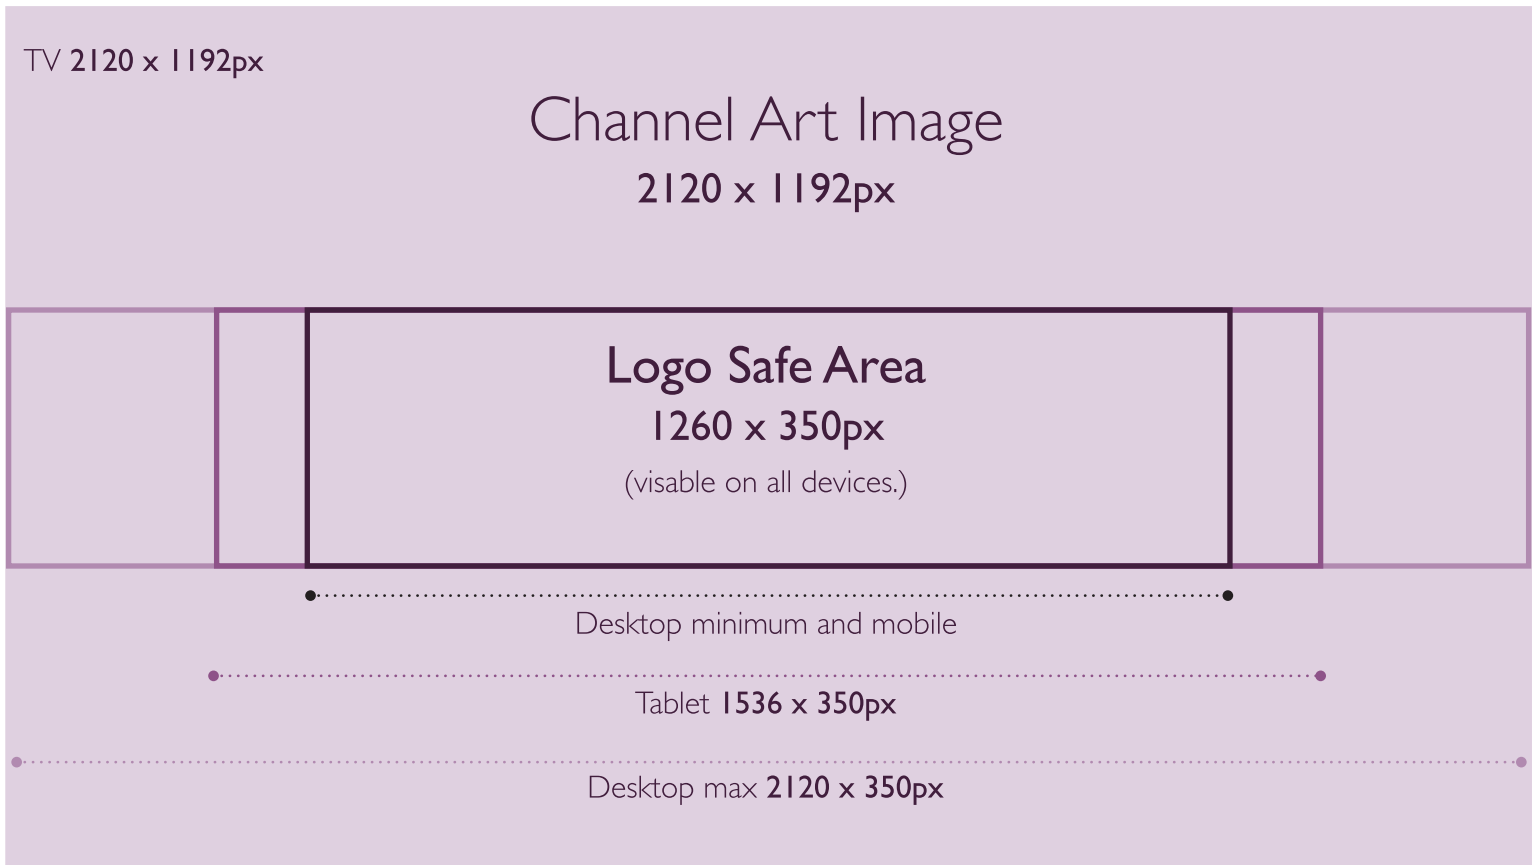 TV 2120 x 1192px
Channel Art Image
2120 x 1192px
Logo Safe Area
1260 x 350px
(visable on all devices.)
Desktop minimum and mobile
Tablet 1536 x 350px
Desktop max 2120 x 350px